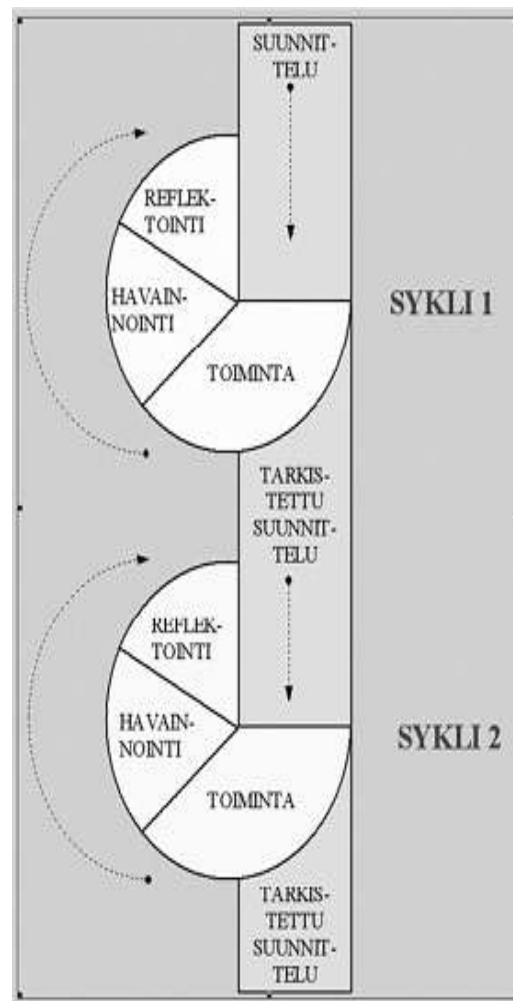 SUUNNIT-
TELU
REFLEK-
TOINTI
HAVAIN-
NOINTI
SYKLI 1
TOIMINTA
TARKIS-
TETTU
SUUNNIT-
TELU
REFLEK-
TOINTI
HAVAIN-
NOINTI
SYKLI 2
TOIMINTA
TARKIS-
TETTU
SUUNNIT-
TELU